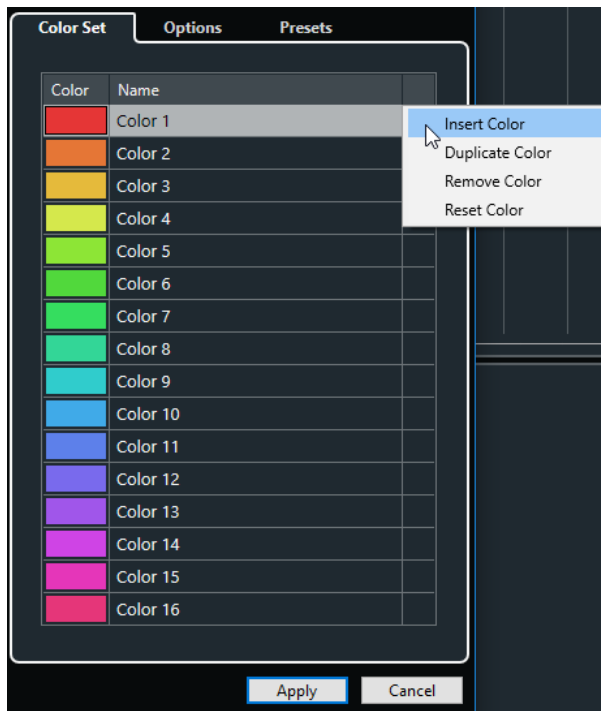 Color Set Options Presets
Color Name
Color 1
Insert Color
Color 2
Duplicate Color
Color 3
Remove Color
Color 4
Reset Color
Color 5
Color 6
Color 7
Color 8
Color 9
Color 10
Color 11
Color 12
Color 13
Color 14
Color 15
Color 16
Apply Cancel